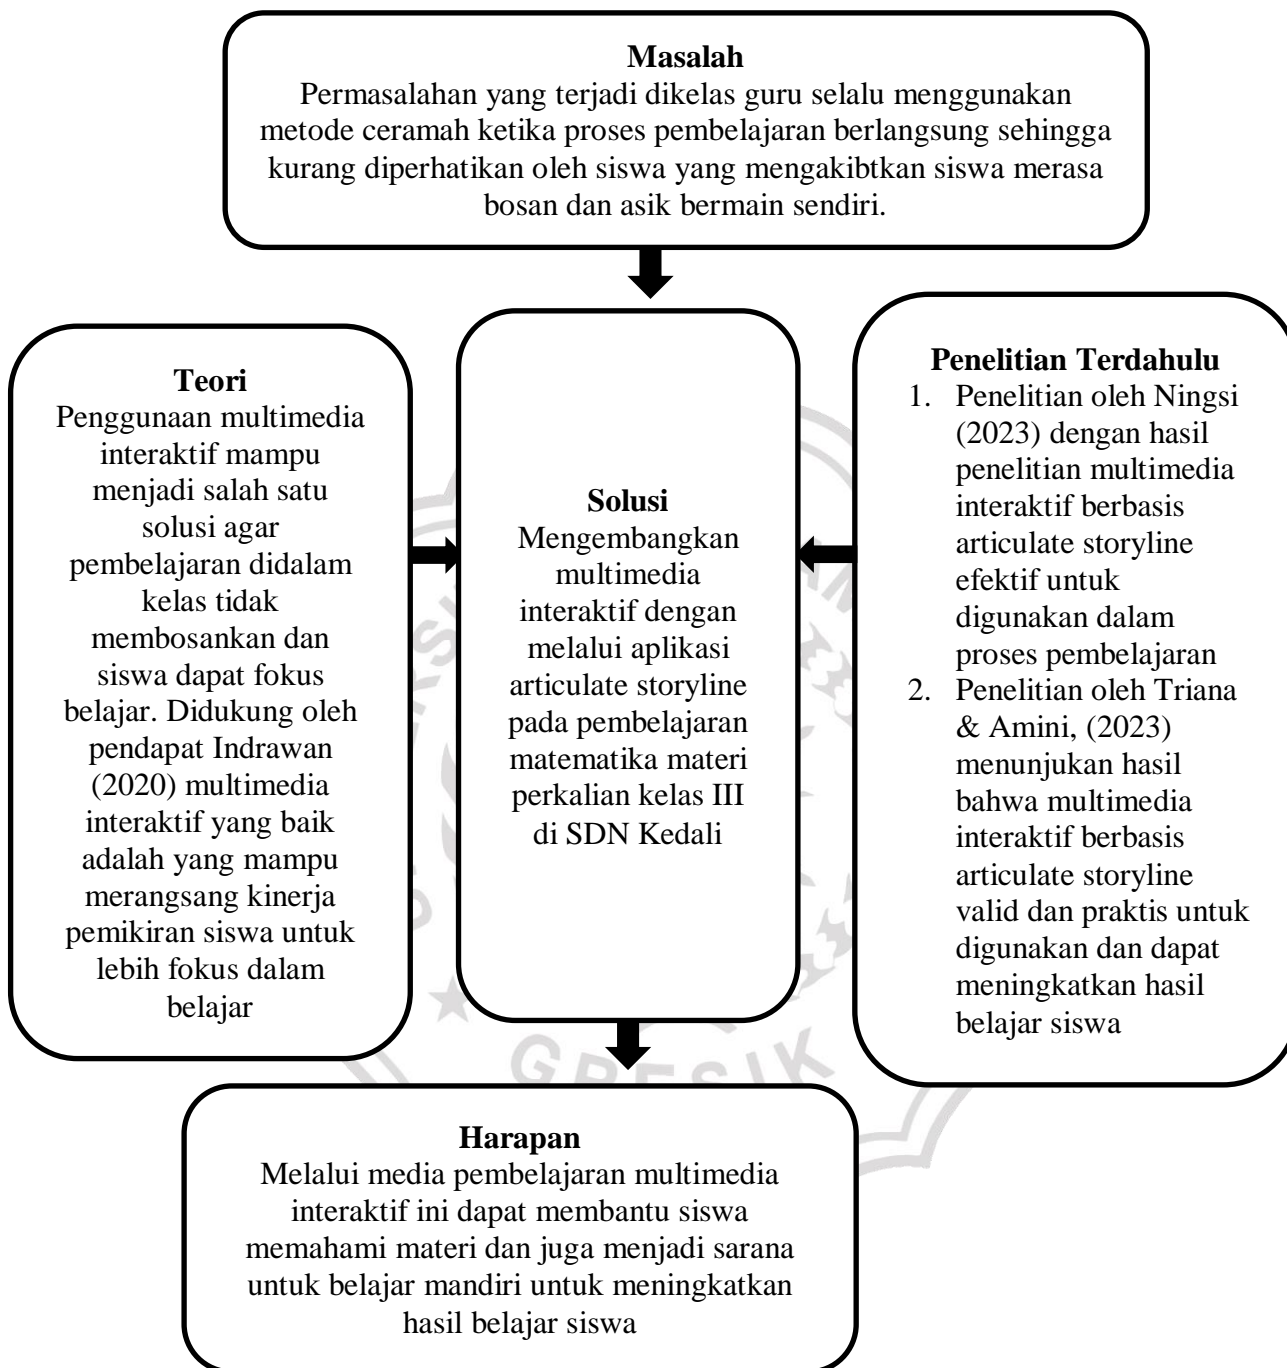 Masalah
Permasalahan yang terjadi dikelas guru selalu menggunakan
metode ceramah ketika proses pembelajaran berlangsung sehingga
kurang diperhatikan oleh siswa yang mengakibtkan siswa merasa
bosan dan asik bermain sendiri.
Teori
Penggunaan multimedia
interaktif mampu
menjadi salah satu
solusi agar
pembelajaran didalam
kelas tidak
membosankan dan
siswa dapat fokus
belajar. Didukung oleh
pendapat Indrawan
(2020) multimedia
interaktif yang baik
adalah yang mampu
merangsang kinerja
pemikiran siswa untuk
lebih fokus dalam
belajar
Solusi
Mengembangkan
multimedia
interaktif dengan
melalui aplikasi
articulate storyline
pada pembelajaran
matematika materi
perkalian kelas III
di SDN Kedali
Penelitian Terdahulu
1. Penelitian oleh Ningsi
(2023) dengan hasil
penelitian multimedia
interaktif berbasis
articulate storyline
efektif untuk
digunakan dalam
proses pembelajaran
2. Penelitian oleh Triana
& Amini, (2023)
menunjukan hasil
bahwa multimedia
interaktif berbasis
articulate storyline
valid dan praktis untuk
digunakan dan dapat
meningkatkan hasil
belajar siswa
GRESIK
Harapan
Melalui media pembelajaran multimedia
interaktif ini dapat membantu siswa
memahami materi dan juga menjadi sarana
untuk belajar mandiri untuk meningkatkan
hasil belajar siswa